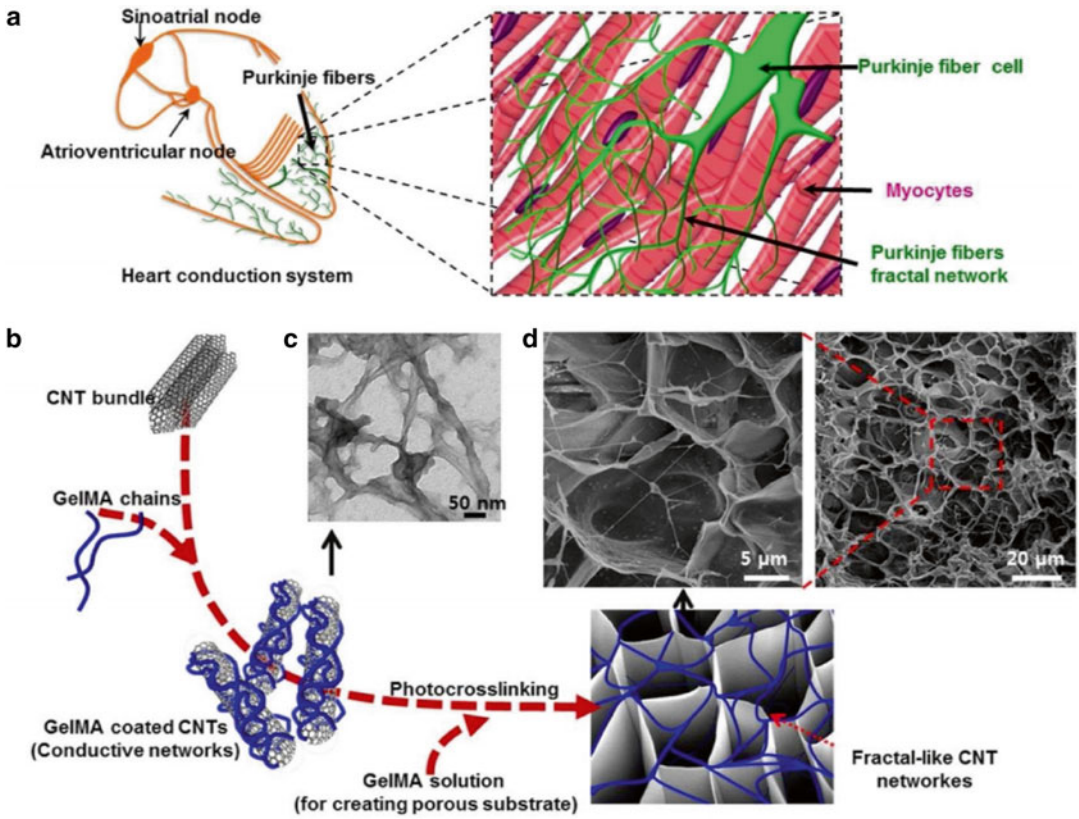 a
Sinoatrial node
Purkinje fibers
Atrioventricular node
Heart conduction system
Purkinje fiber cell
Myocytes
Purkinje fibers
fractal network
b
CNT bundle
GelMA chains
GelMA coated CNTs
(Conductive networks)
Photocrosslinking
GelMA solution
(for creating porous substrate)
c
50 nm
d
5 µm
20 µm
Fractal-like CNT
networkes